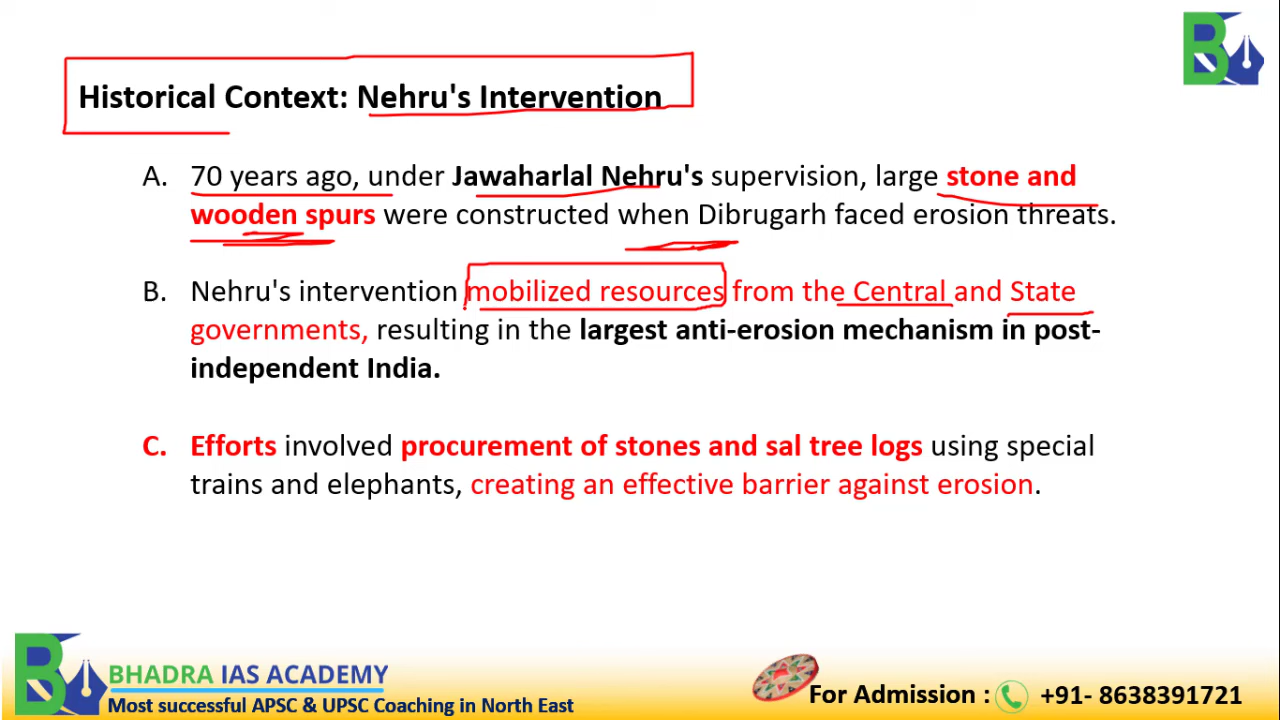 Historical Context: Nehru's Intervention
A. 70 years ago, under Jawaharlal Nehru's supervision, large stone and
wooden spurs were constructed when Dibrugarh faced erosion threats.
B. Nehru's intervention mobilized resources from the Central and State
governments, resulting in the largest anti-erosion mechanism in post-
independent India.
C. Efforts involved procurement of stones and sal tree logs using special
trains and elephants, creating an effective barrier against erosion.
BHADRA IAS ACADEMY
Most successful APSC & UPSC Coaching in North East
For Admission : +91- 8638391721